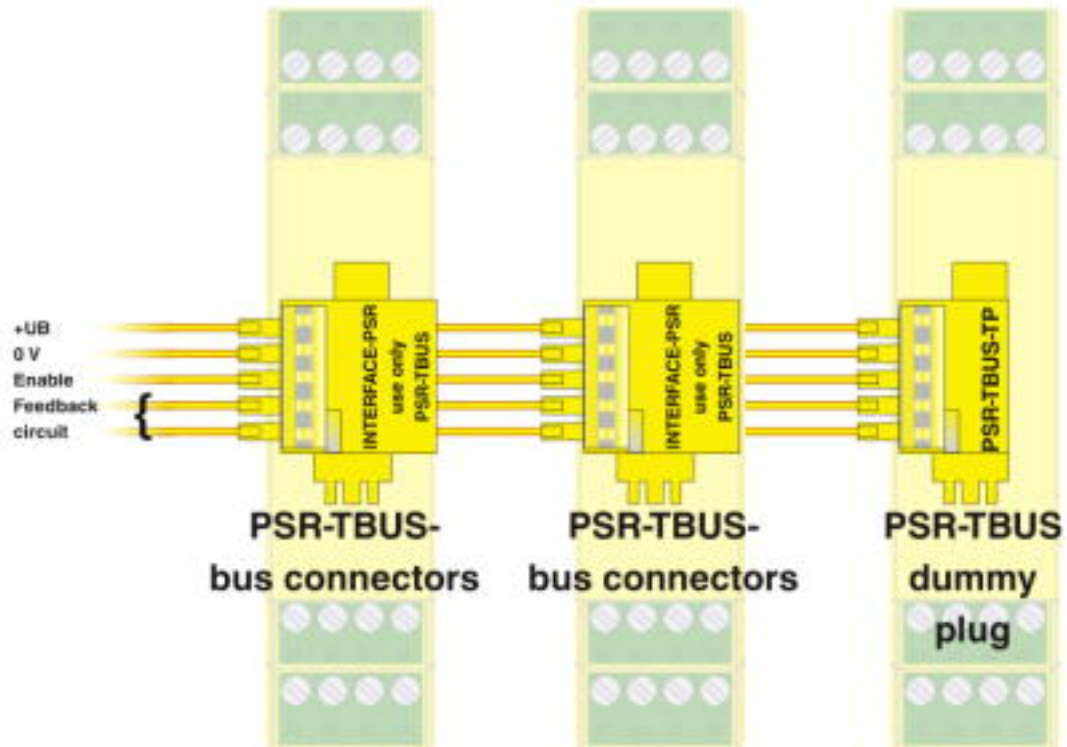 +UB
0 V
Enable
Feedback
circuit
{
INTERFACE-PSR
use only
PSR-TBUS
INTERFACE-PSR
use only
PSR-TBUS
PSR-TBUS-TP
PSR-TBUS-
bus connectors
PSR-TBUS-
bus connectors
PSR-TBUS
dummy
plug